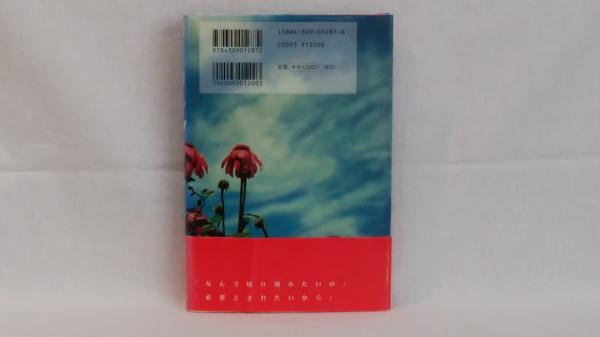 ISBN4-309-01287-6
C0093 ¥1200E
9784309012872
定価 本体1200円（税別）
1920093012003
「なんで切り刻みたいの」
「必要とされたいから」